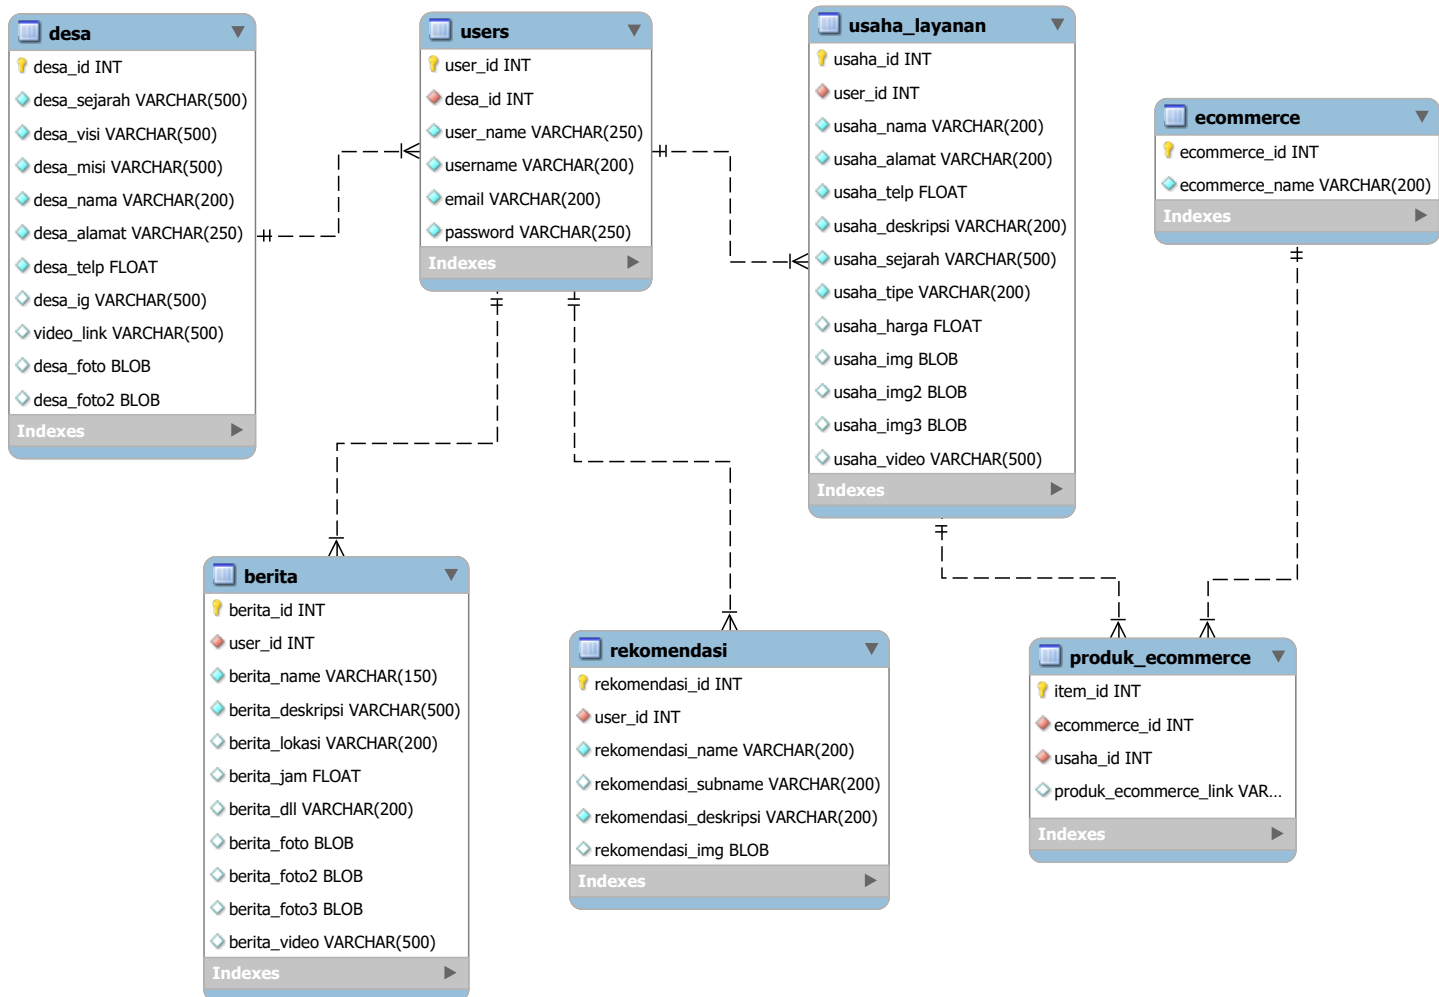 desa
desa_id INT
desa_sejarah VARCHAR(500)
desa_visi VARCHAR(500)
desa_misi VARCHAR(500)
desa_nama VARCHAR(200)
desa_alamat VARCHAR(250)
desa_telp FLOAT
desa_ig VARCHAR(500)
video_link VARCHAR(500)
desa_foto BLOB
desa_foto2 BLOB
Indexes
users
user_id INT
desa_id INT
user_name VARCHAR(250)
username VARCHAR(200)
email VARCHAR(200)
password VARCHAR(250)
Indexes
usaha_layanan
usaha_id INT
user_id INT
usaha_nama VARCHAR(200)
usaha_alamat VARCHAR(200)
usaha_telp FLOAT
usaha_deskripsi VARCHAR(200)
usaha_sejarah VARCHAR(500)
usaha_tipe VARCHAR(200)
usaha_harga FLOAT
usaha_img BLOB
usaha_img2 BLOB
usaha_img3 BLOB
usaha_video VARCHAR(500)
Indexes
ecommerce
ecommerce_id INT
ecommerce_name VARCHAR(200)
Indexes
berita
berita_id INT
user_id INT
berita_name VARCHAR(150)
berita_deskripsi VARCHAR(500)
berita_lokasi VARCHAR(200)
berita_jam FLOAT
berita_dll VARCHAR(200)
berita_foto BLOB
berita_foto2 BLOB
berita_foto3 BLOB
berita_video VARCHAR(500)
Indexes
rekomendasi
rekomendasi_id INT
user_id INT
rekomendasi_name VARCHAR(200)
rekomendasi_subname VARCHAR(200)
rekomendasi_deskripsi VARCHAR(200)
rekomendasi_img BLOB
Indexes
produk_ecommerce
item_id INT
ecommerce_id INT
usaha_id INT
produk_ecommerce_link VAR...
Indexes